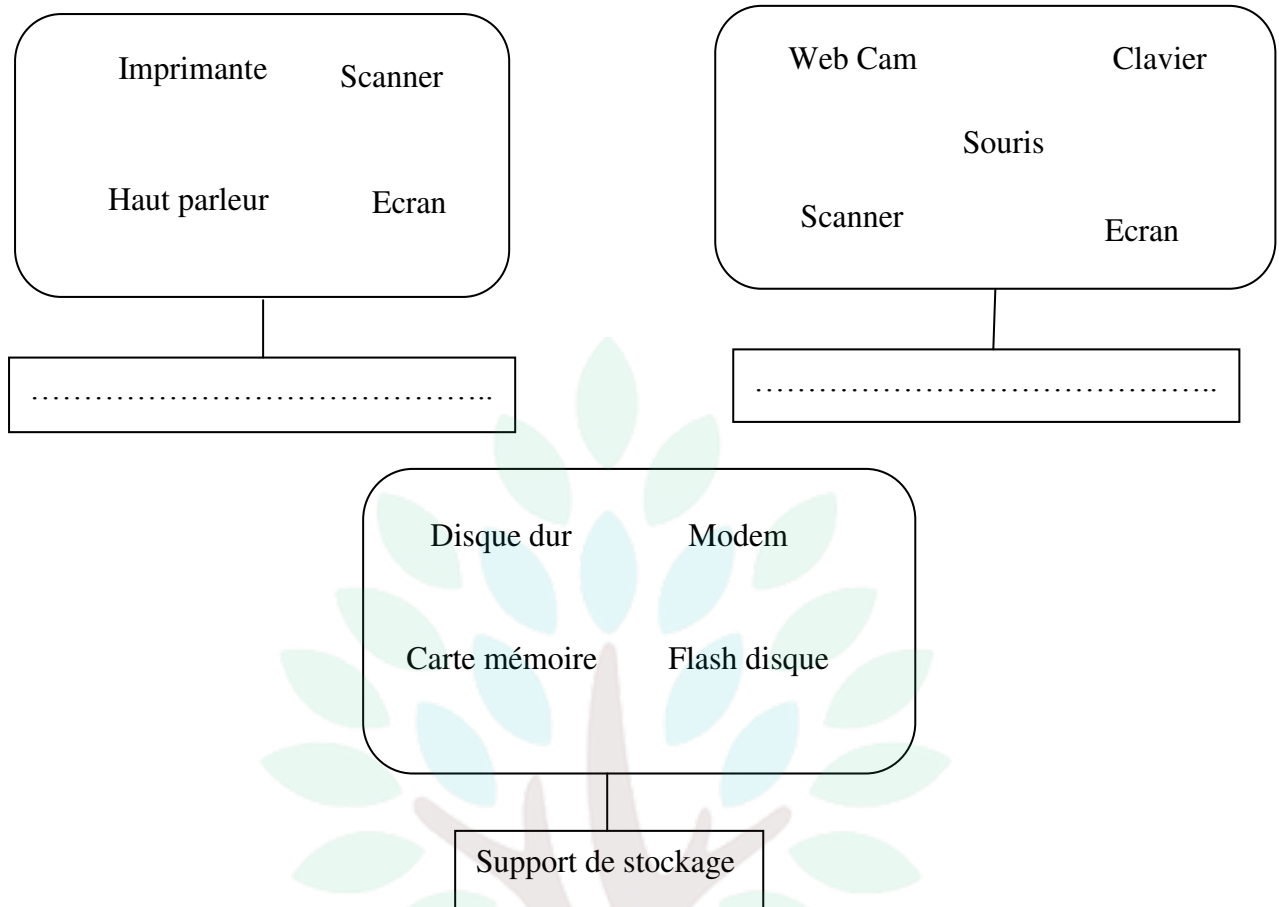 Imprimante Scanner
Haut parleur Ecran
Web Cam Clavier
Souris
Scanner Ecran
………………………………………..
………………………………………..
Disque dur Modem
Carte mémoire Flash disque
Support de stockage